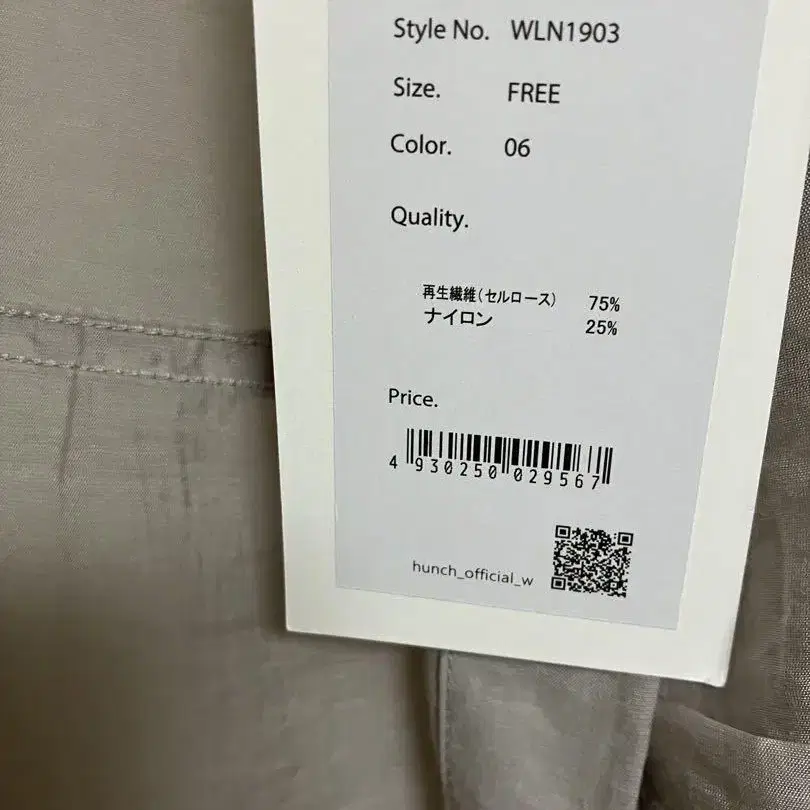 Style No. WLN1903
Size. FREE
Color. 06
Quality.
再生繊維(セルロース) 75%
ナイロン 25%
Price.
4 930250 029567
hunch_official_w